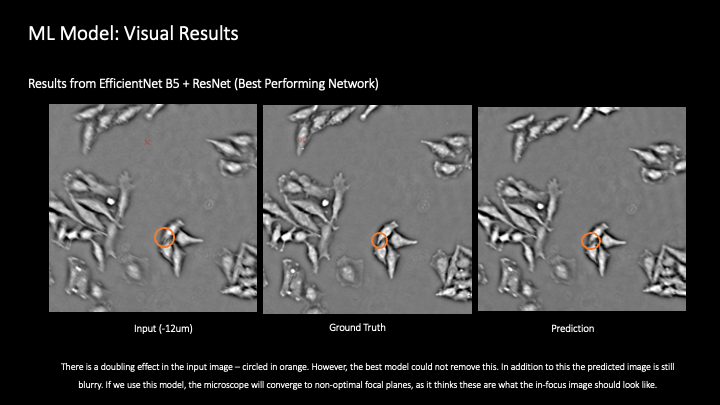 ML Model: Visual Results
Results from EfficientNet B5 + ResNet (Best Performing Network)
Input (-12um)
Ground Truth
Prediction
There is a doubling effect in the input image – circled in orange. However, the best model could not remove this. In addition to this the predicted image is still
blurry. If we use this model, the microscope will converge to non-optimal focal planes, as it thinks these are what the in-focus image should look like.